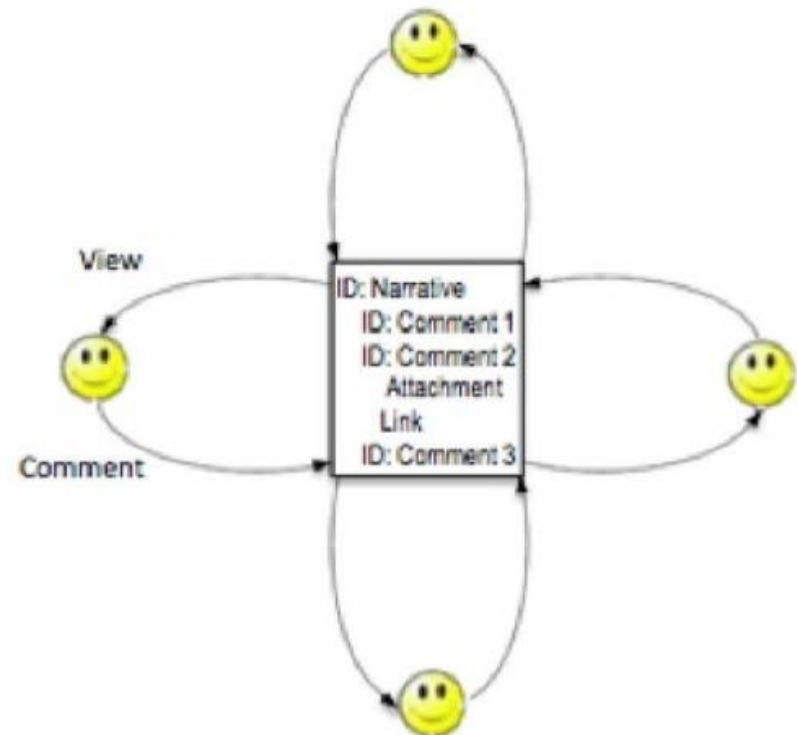 View
Comment
ID: Narrative
ID: Comment 1
ID: Comment 2
Attachment
Link
ID: Comment 3